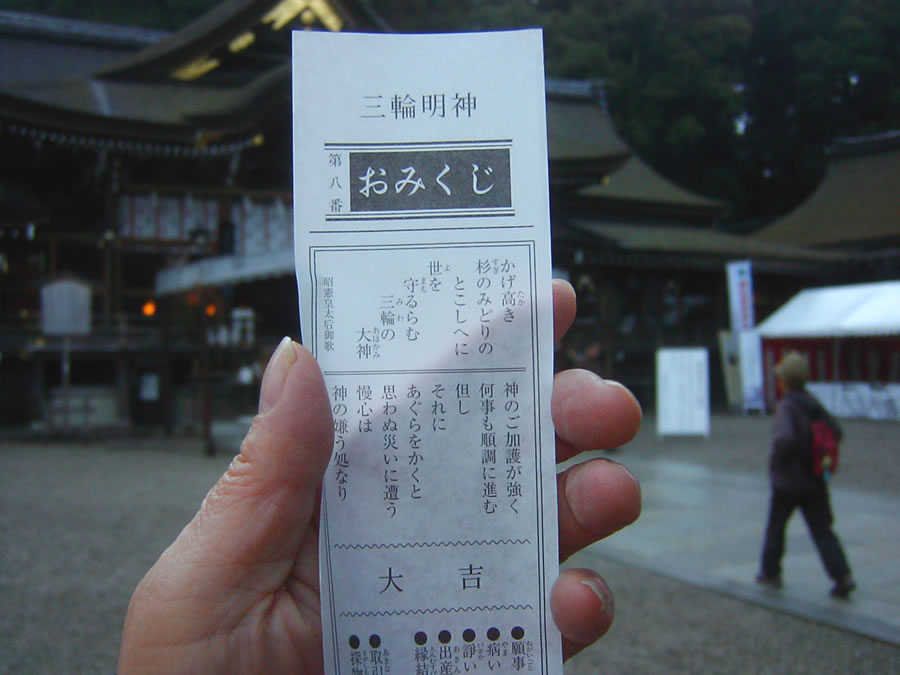 三輪明神
第八番
おみくじ
かげ高き
杉のみどりの
とこしへに
世を
守るらむ
三輪の
大神
昭憲皇太后御歌
神のご加護が強く
何事も順調に進む
但し
それに
あぐらをかくと
思わぬ災いに遭う
慢心は
神の嫌う処なり
大吉
●願事
●病い
●諍い
●出産
●縁結
●取引
●探物